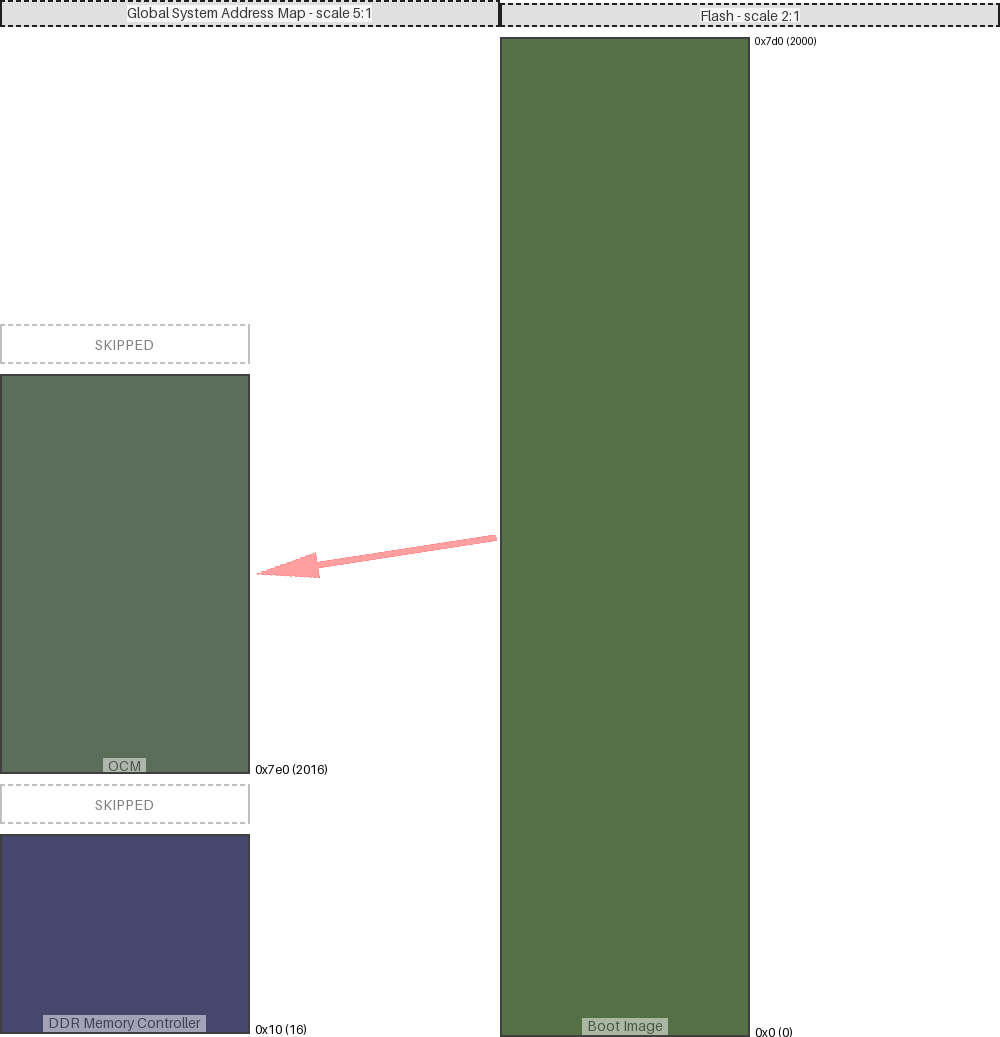 Global System Address Map - scale 5:1
Flash - scale 2:1
0x7d0 (2000)
SKIPPED
OCM
0x7e0 (2016)
SKIPPED
DDR Memory Controller
0x10 (16)
Boot Image
0x0 (0)